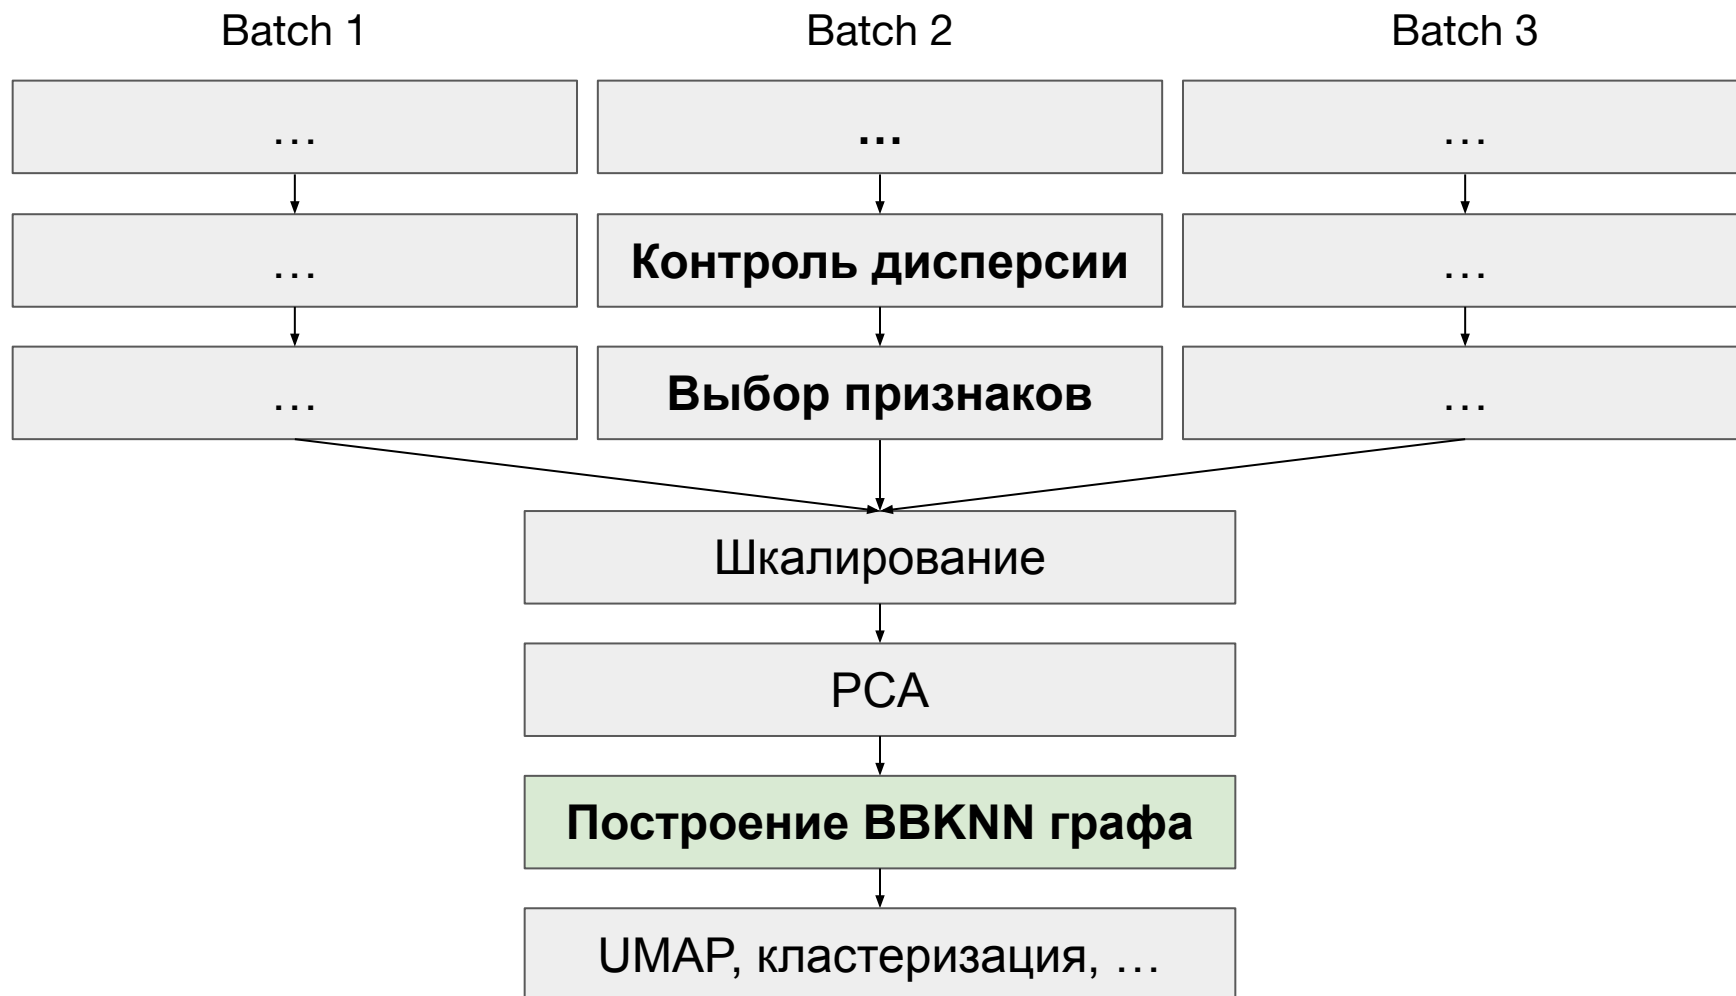 Batch 1 Batch 2 Batch 3
… … …
… Контроль дисперсии …
… Выбор признаков …
Шкалирование
PCA
Построение BBKNN графа
UMAP, кластеризация, …